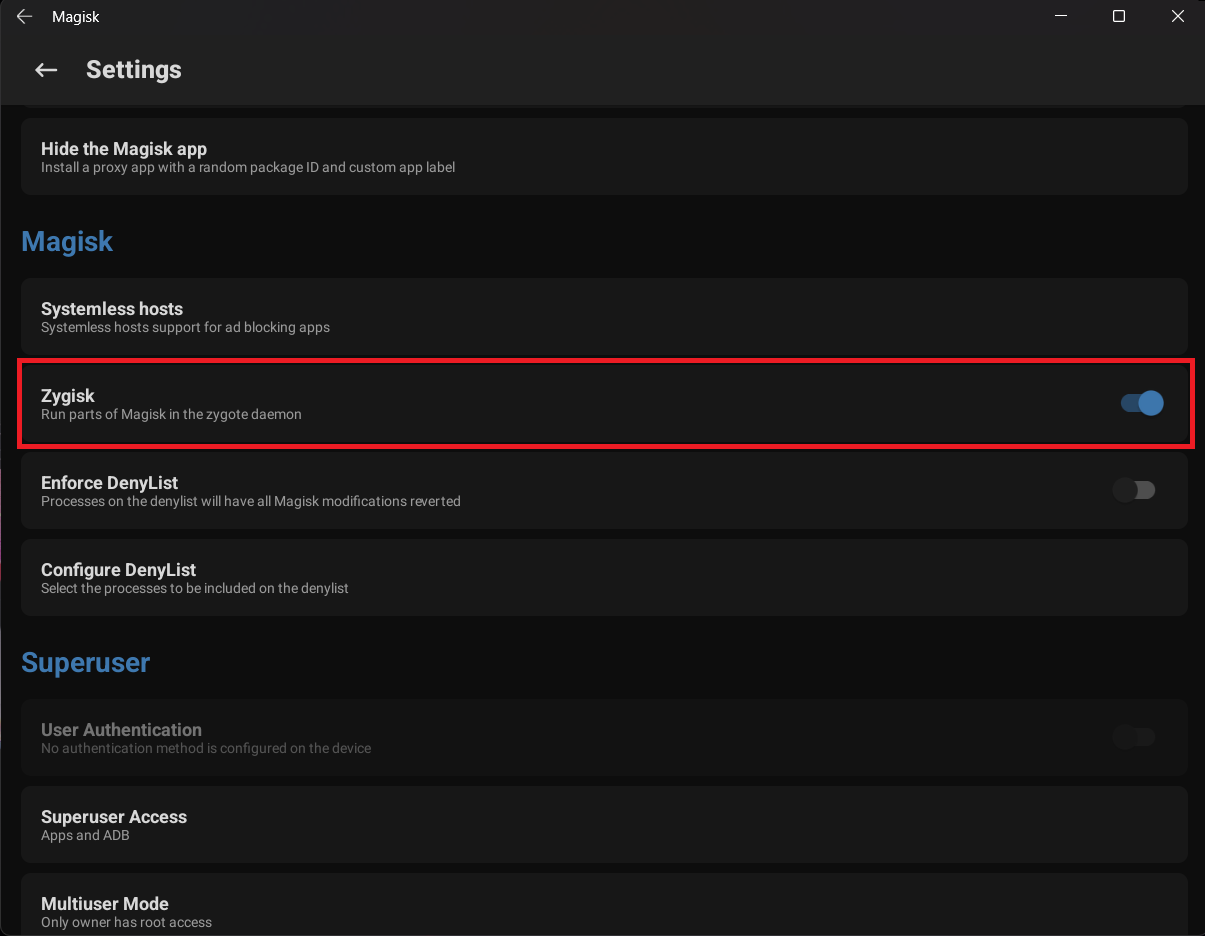 Magisk
Settings
Hide the Magisk app
Install a proxy app with a random package ID and custom app label
Magisk
Systemless hosts
Systemless hosts support for ad blocking apps
Zygisk
Run parts of Magisk in the zygote daemon
Enforce DenyList
Processes on the denylist will have all Magisk modifications reverted
Configure DenyList
Select the processes to be included on the denylist
Superuser
User Authentication
No authentication method is configured on the device
Superuser Access
Apps and ADB
Multiuser Mode
Only owner has root access